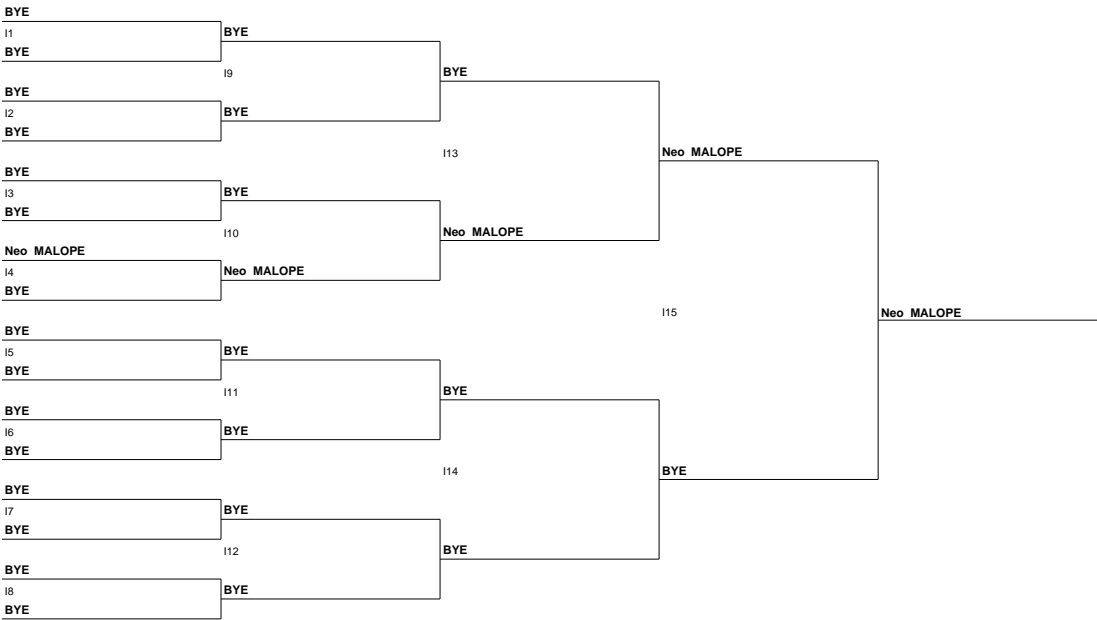 BYE
I1
BYE
BYE
I2
BYE
BYE
I3
BYE
Neo MALOPE
I4
BYE
BYE
I5
BYE
BYE
I6
BYE
BYE
I7
BYE
BYE
I8
BYE
BYE
I9
BYE
BYE
I10
Neo MALOPE
BYE
I11
BYE
BYE
I12
BYE
BYE
I13
Neo MALOPE
BYE
I14
BYE
Neo MALOPE
I15
BYE
Neo MALOPE